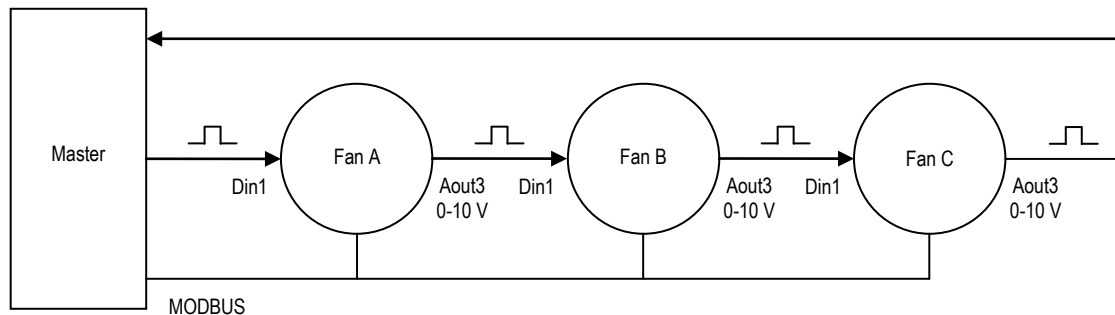 Master
Fan A
Fan B
Fan C
Din1
Aout3
0-10 V
Din1
Aout3
0-10 V
Din1
Aout3
0-10 V
MODBUS